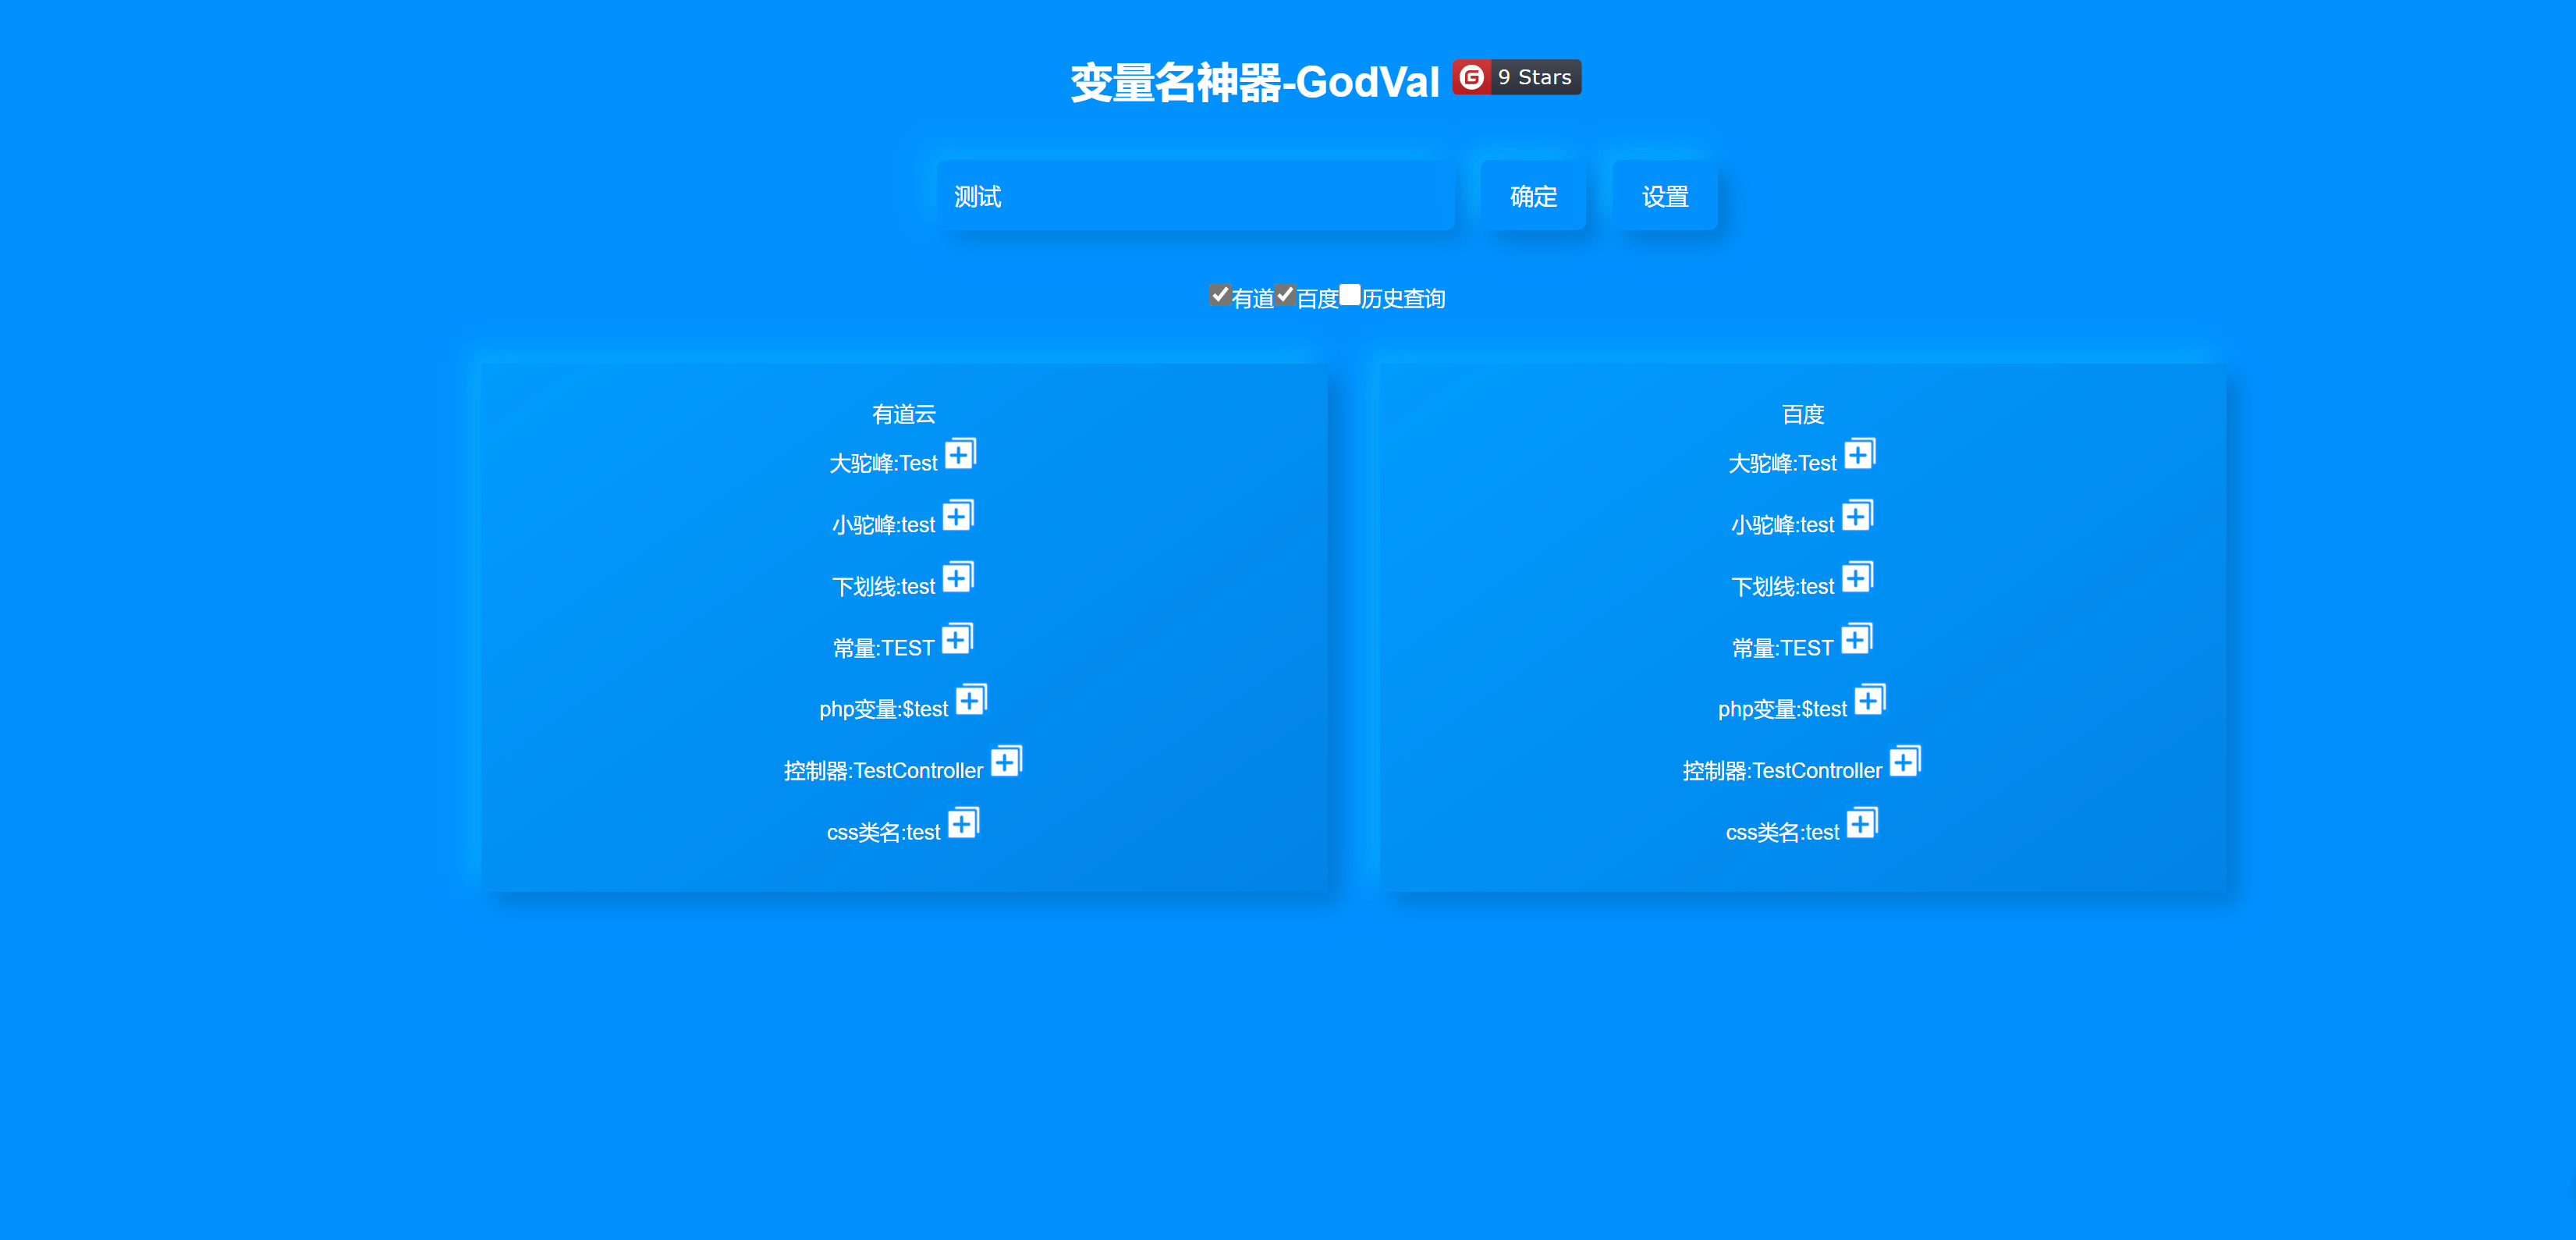 变量名神器-GodVal 9 Stars
测试 确定 设置
有道 百度 历史查询
有道云
大驼峰:Test
小驼峰:test
下划线:test
常量:TEST
php变量:$test
控制器:TestController
css类名:test
百度
大驼峰:Test
小驼峰:test
下划线:test
常量:TEST
php变量:$test
控制器:TestController
css类名:test